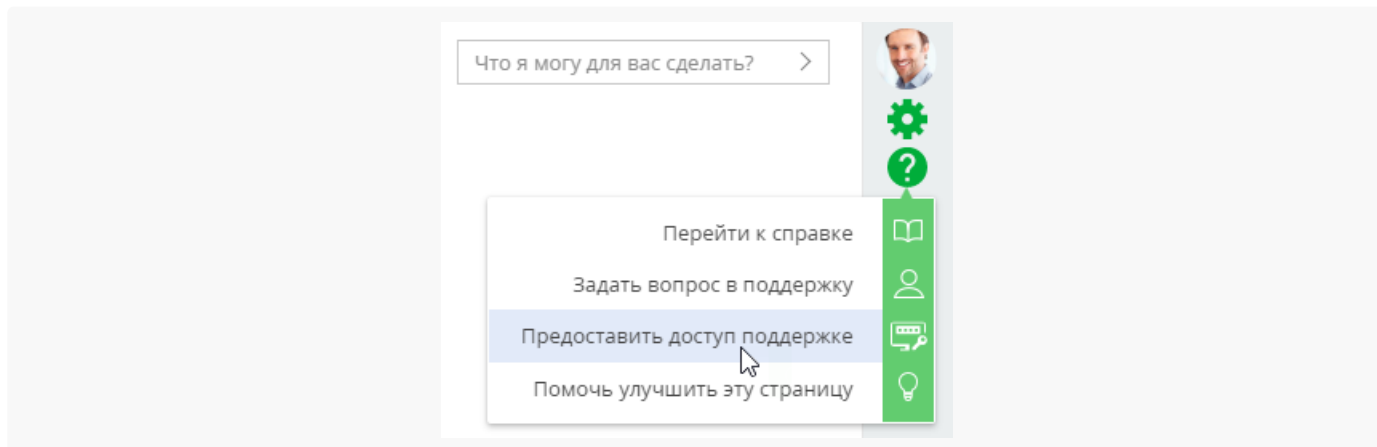 Что я могу для вас сделать?
Перейти к справке
Задать вопрос в поддержку
Предоставить доступ поддержке
Помочь улучшить эту страницу